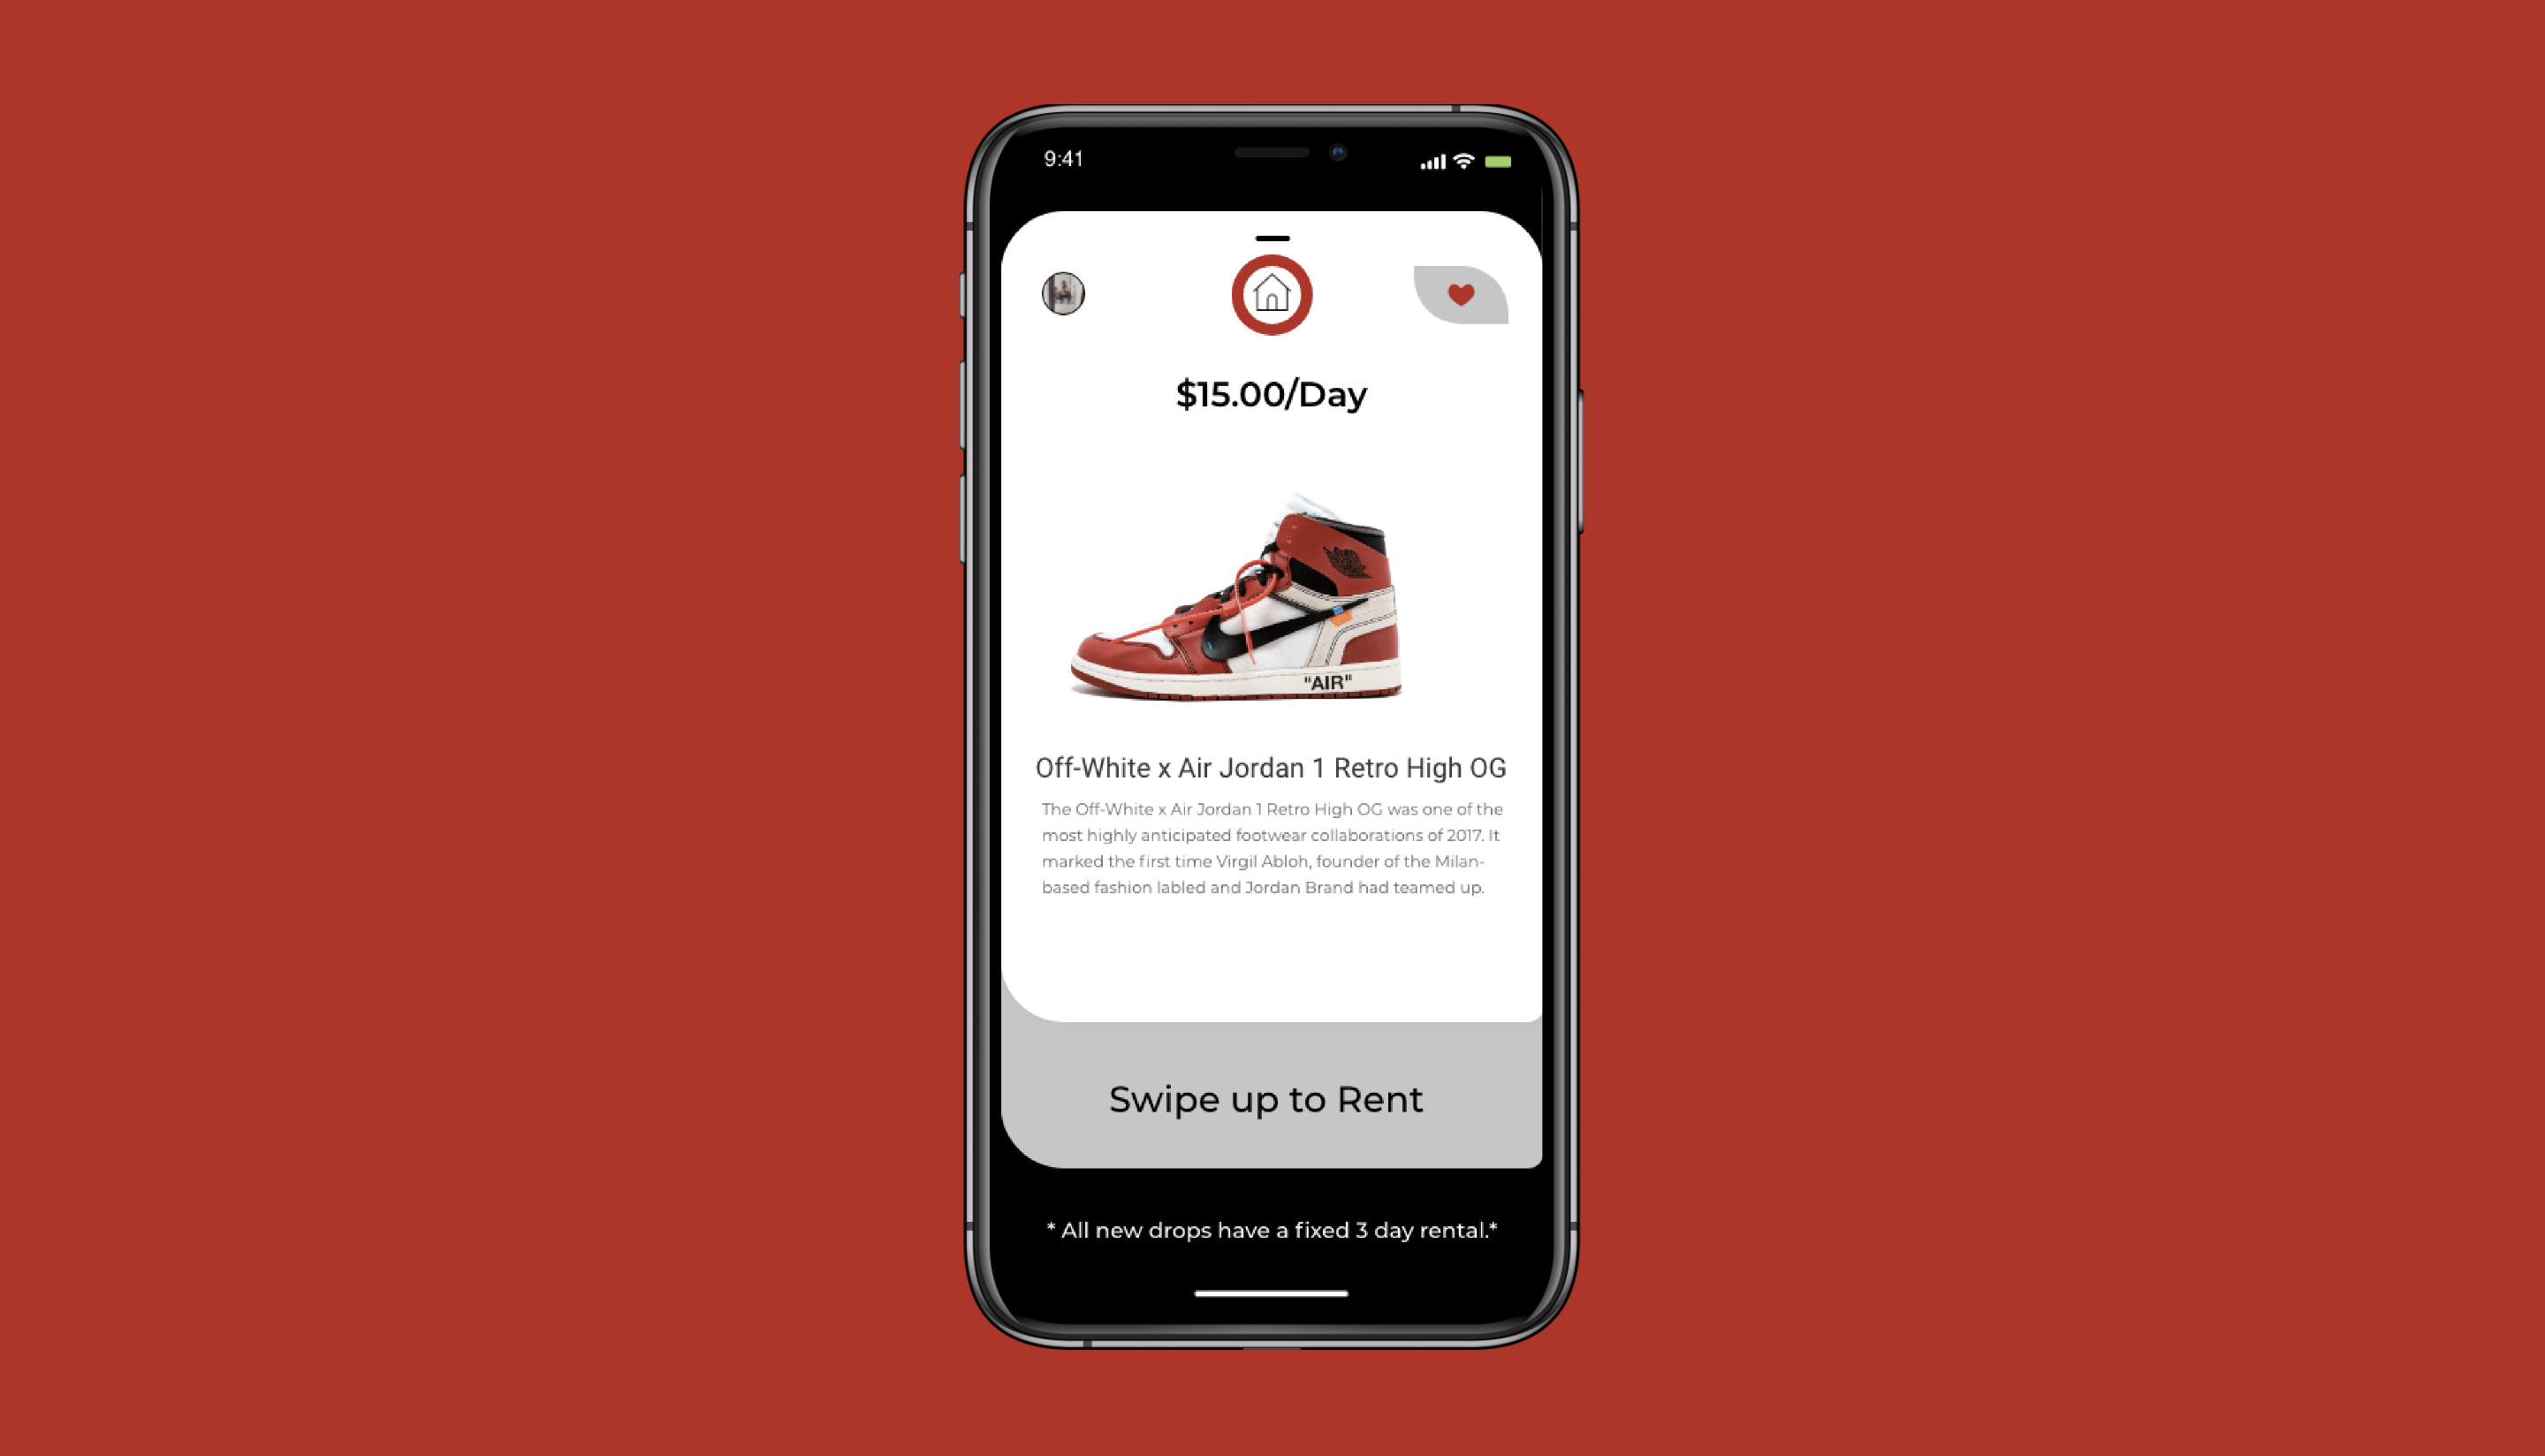 9:41
$15.00/Day
"AIR"
Off-White x Air Jordan 1 Retro High OG
The Off-White x Air Jordan 1 Retro High OG was one of the
most highly anticipated footwear collaborations of 2017. It
marked the first time Virgil Abloh, founder of the Milan-
based fashion labled and Jordan Brand had teamed up.
Swipe up to Rent
* All new drops have a fixed 3 day rental.*